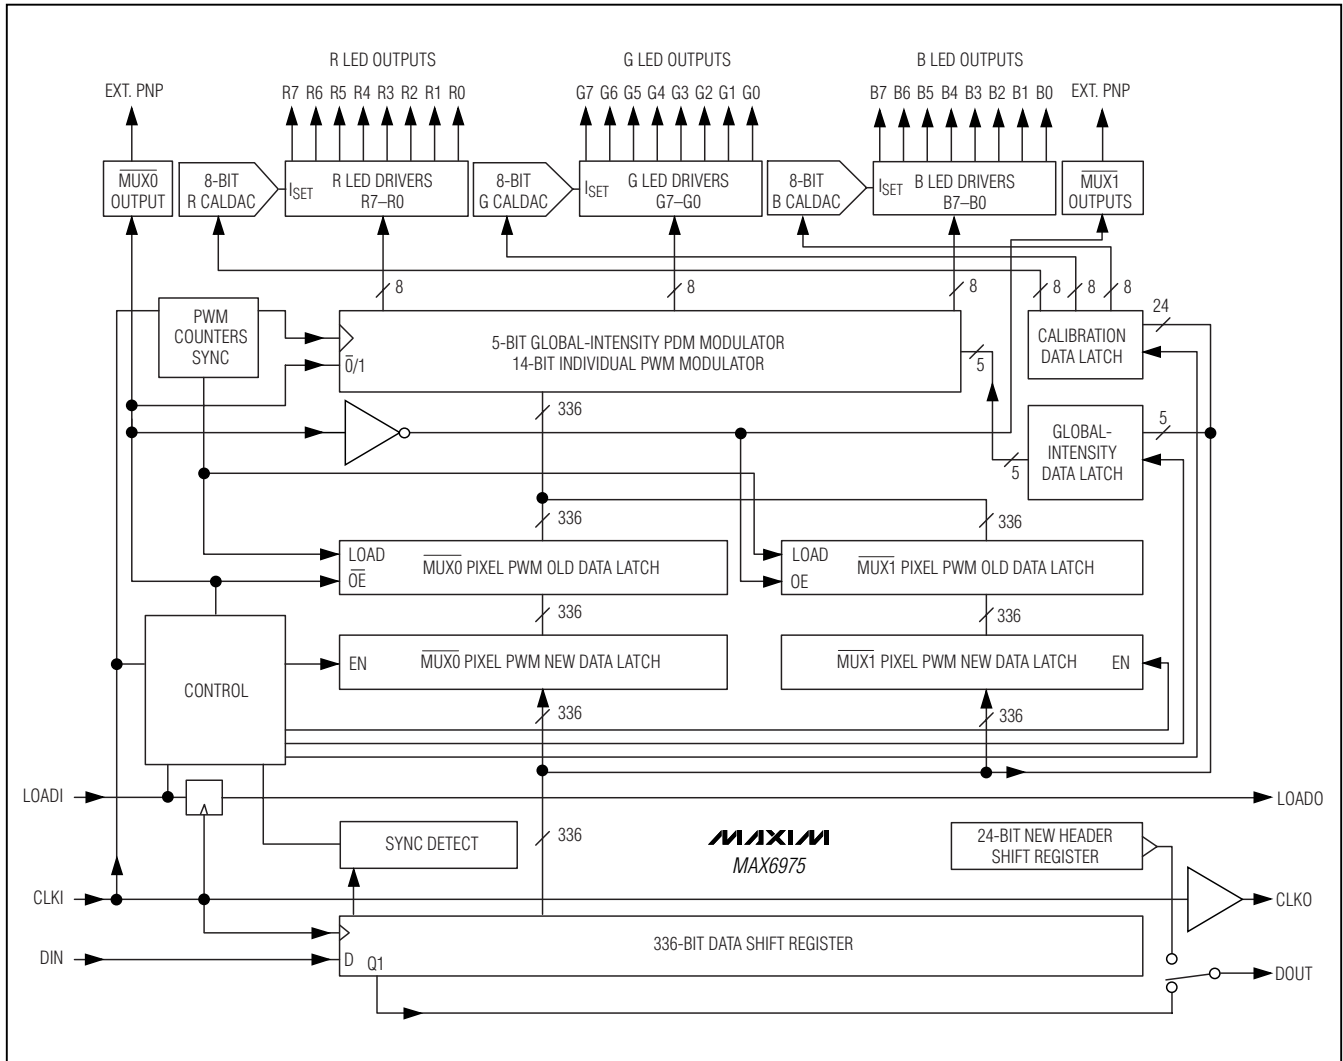 R LED OUTPUTS
G LED OUTPUTS
B LED OUTPUTS
EXT. PNP
R7 R6 R5 R4 R3 R2 R1 R0
G7 G6 G5 G4 G3 G2 G1 G0
B7 B6 B5 B4 B3 B2 B1 B0
EXT. PNP
M̅U̅X̅0̅
OUTPUT
8-BIT
R CALDAC
ISET
R LED DRIVERS
R7–R0
8-BIT
G CALDAC
ISET
G LED DRIVERS
G7–G0
8-BIT
B CALDAC
ISET
B LED DRIVERS
B7–B0
M̅U̅X̅1̅
OUTPUTS
8
8
8
8
8
8
24
PWM
COUNTERS
SYNC
0̅/1
5-BIT GLOBAL-INTENSITY PDM MODULATOR
14-BIT INDIVIDUAL PWM MODULATOR
5
CALIBRATION
DATA LATCH
336
5
GLOBAL-
INTENSITY
DATA LATCH
5
336
336
LOAD
O̅E̅
M̅U̅X̅0̅ PIXEL PWM OLD DATA LATCH
LOAD
OE
M̅U̅X̅1̅ PIXEL PWM OLD DATA LATCH
336
336
CONTROL
EN
M̅U̅X̅0̅ PIXEL PWM NEW DATA LATCH
M̅U̅X̅1̅ PIXEL PWM NEW DATA LATCH
EN
336
336
LOADI
LOADO
SYNC DETECT
336
MAXIM
MAX6975
24-BIT NEW HEADER
SHIFT REGISTER
CLKI
CLKO
336-BIT DATA SHIFT REGISTER
DIN
D
Q1
DOUT